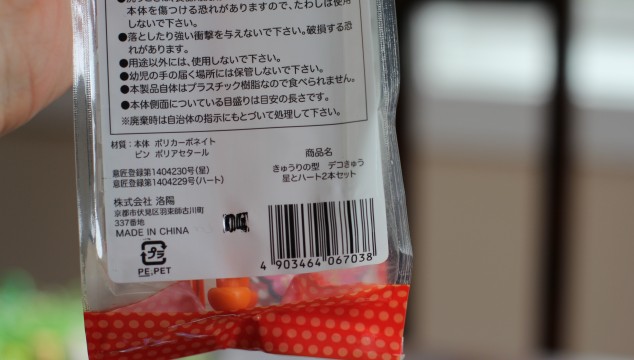 本体を傷つける恐れがありますので、たわしは使用
しないで下さい。
●落としたり強い衝撃を与えないで下さい。破損する恐
れがあります。
●用途以外には、使用しないで下さい。
●幼児の手の届く場所には保管しないで下さい。
●本製品自体はプラスチック樹脂なので食べられません。
●本体側面についている目盛りは目安の長さです。
※廃棄時は自治体の指示にもとづいて処理して下さい。
材質：本体 ポリカーボネイト
ピン ポリアセタール
意匠登録第1404230号(星)
意匠登録第1404229号(ハート)
株式会社 洛陽
京都市伏見区羽束師古川町
337番地
MADE IN CHINA
プラ
PE,PET
商品名
きゅうりの型 デコきゅう
星とハート2本セット
4 903464 067038